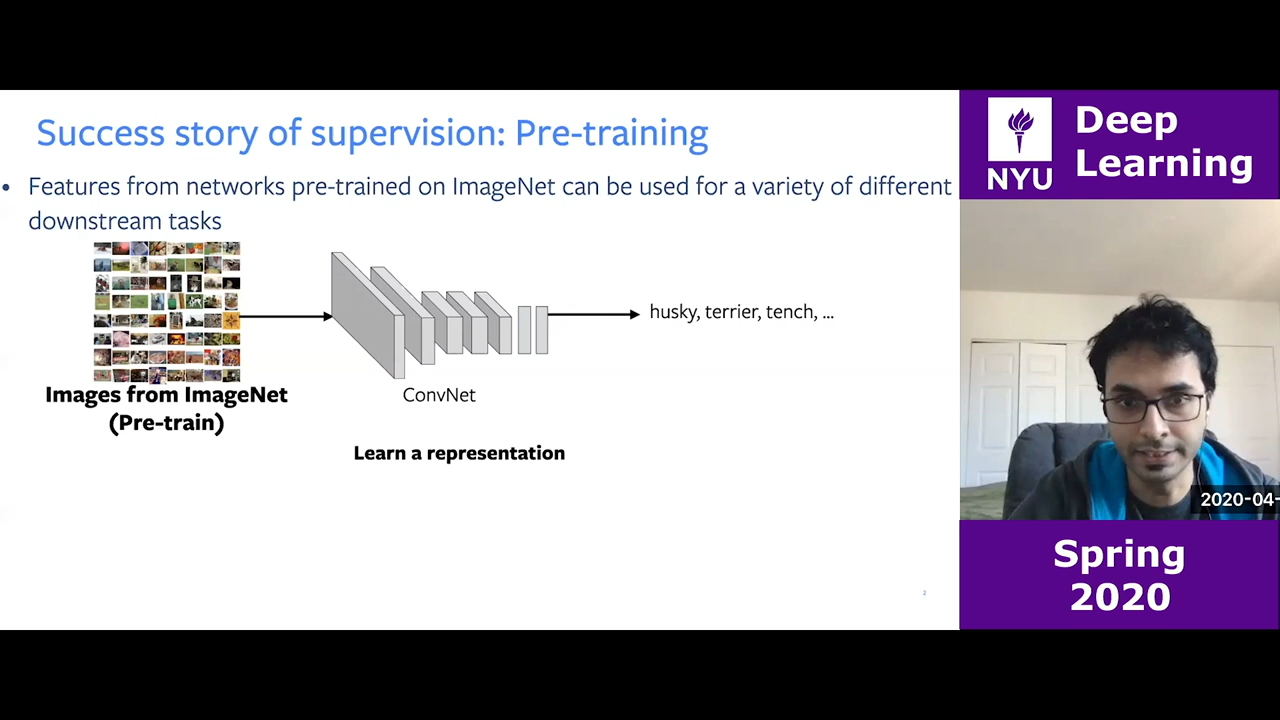 Success story of supervision: Pre-training
• Features from networks pre-trained on ImageNet can be used for a variety of different
downstream tasks
husky, terrier, tench, ...
Images from ImageNet
(Pre-train)
ConvNet
Learn a representation
2
NYU
Deep
Learning
2020-04-
Spring
2020